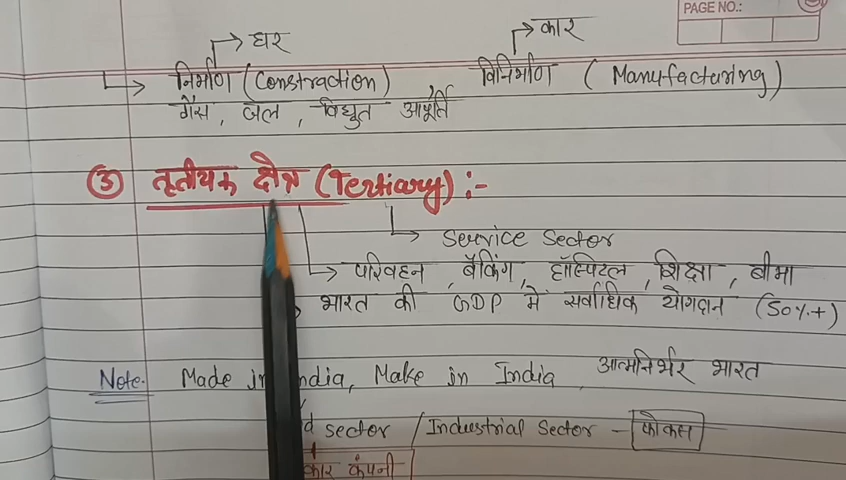 PAGE NO.:
घर कार
निर्माण (Constraction) विनिर्माण (Manufacturing)
गैस, जल, विद्युत आपूर्ति
③ तृतीयक क्षेत्र (Tertiary) :-
Service Sector
परिवहन, बैंकिंग, हॉस्पिटल, शिक्षा, बीमा
भारत की GDP में सर्वाधिक योगदान (50%+)
Note. Made in India, Make in India, आत्मनिर्भर भारत
sector / Industrial Sector - फोकस
कार कंपनी